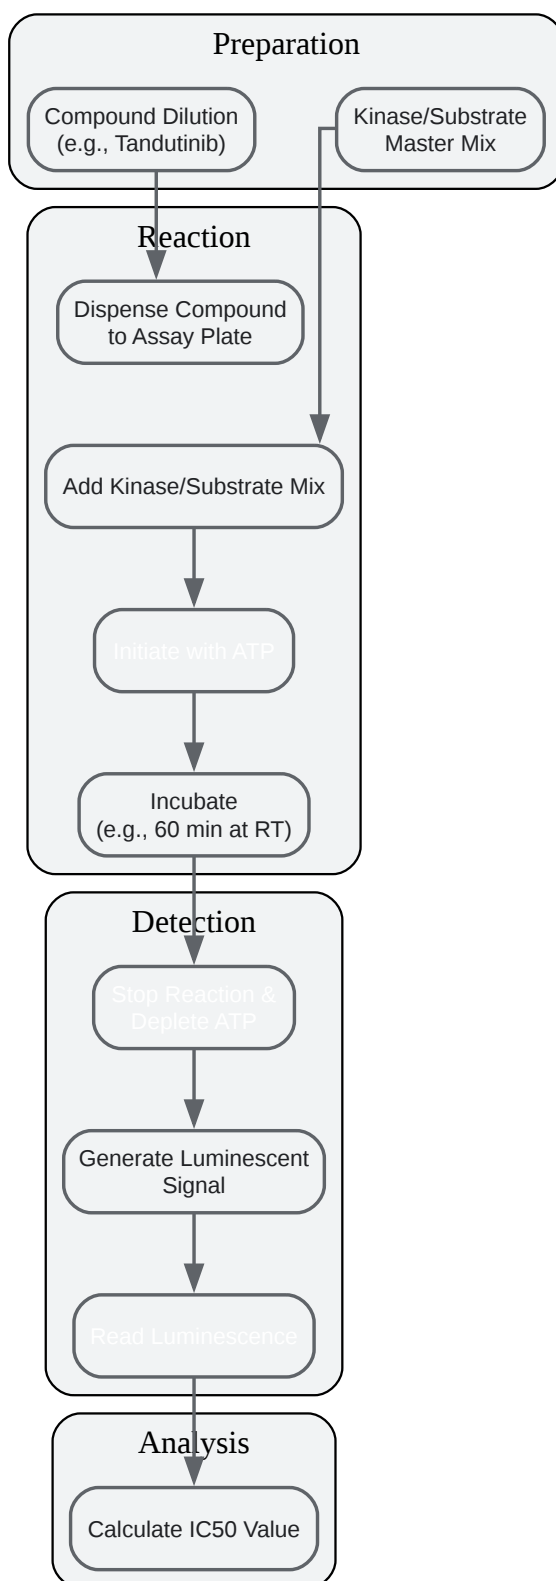 Preparation
Compound Dilution
(e.g., Tandutinib)
Kinase/Substrate
Master Mix
Reaction
Dispense Compound
to Assay Plate
Add Kinase/Substrate Mix
Initiate with ATP
Incubate
(e.g., 60 min at RT)
Detection
Stop Reaction &
Deplete ATP
Generate Luminescent
Signal
Read Luminescence
Analysis
Calculate IC50 Value